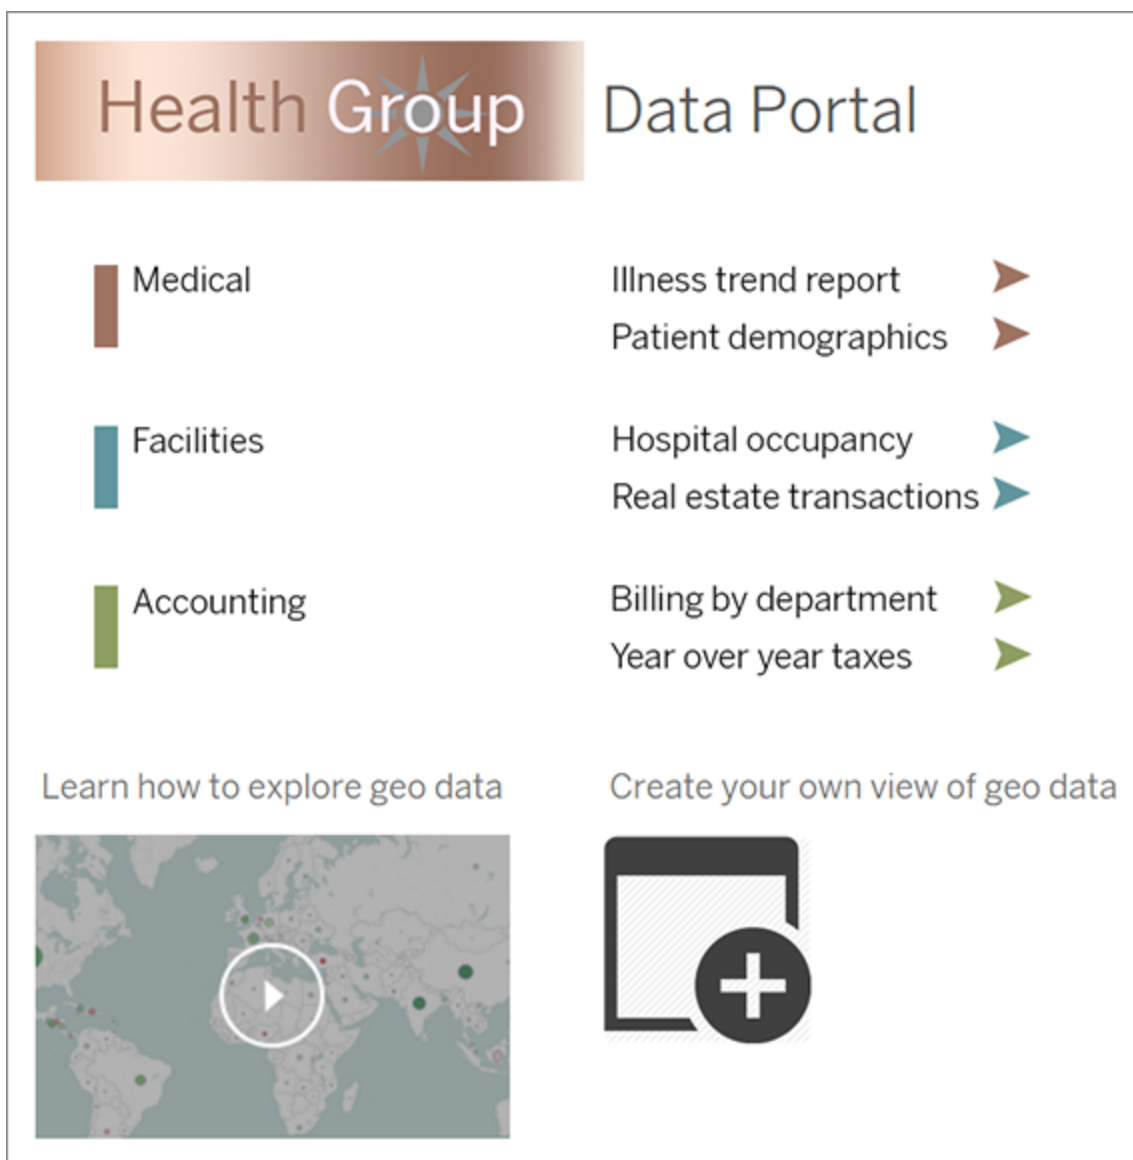 Health Group Data Portal
Medical
Illness trend report
Patient demographics
Facilities
Hospital occupancy
Real estate transactions
Accounting
Billing by department
Year over year taxes
Learn how to explore geo data
Create your own view of geo data